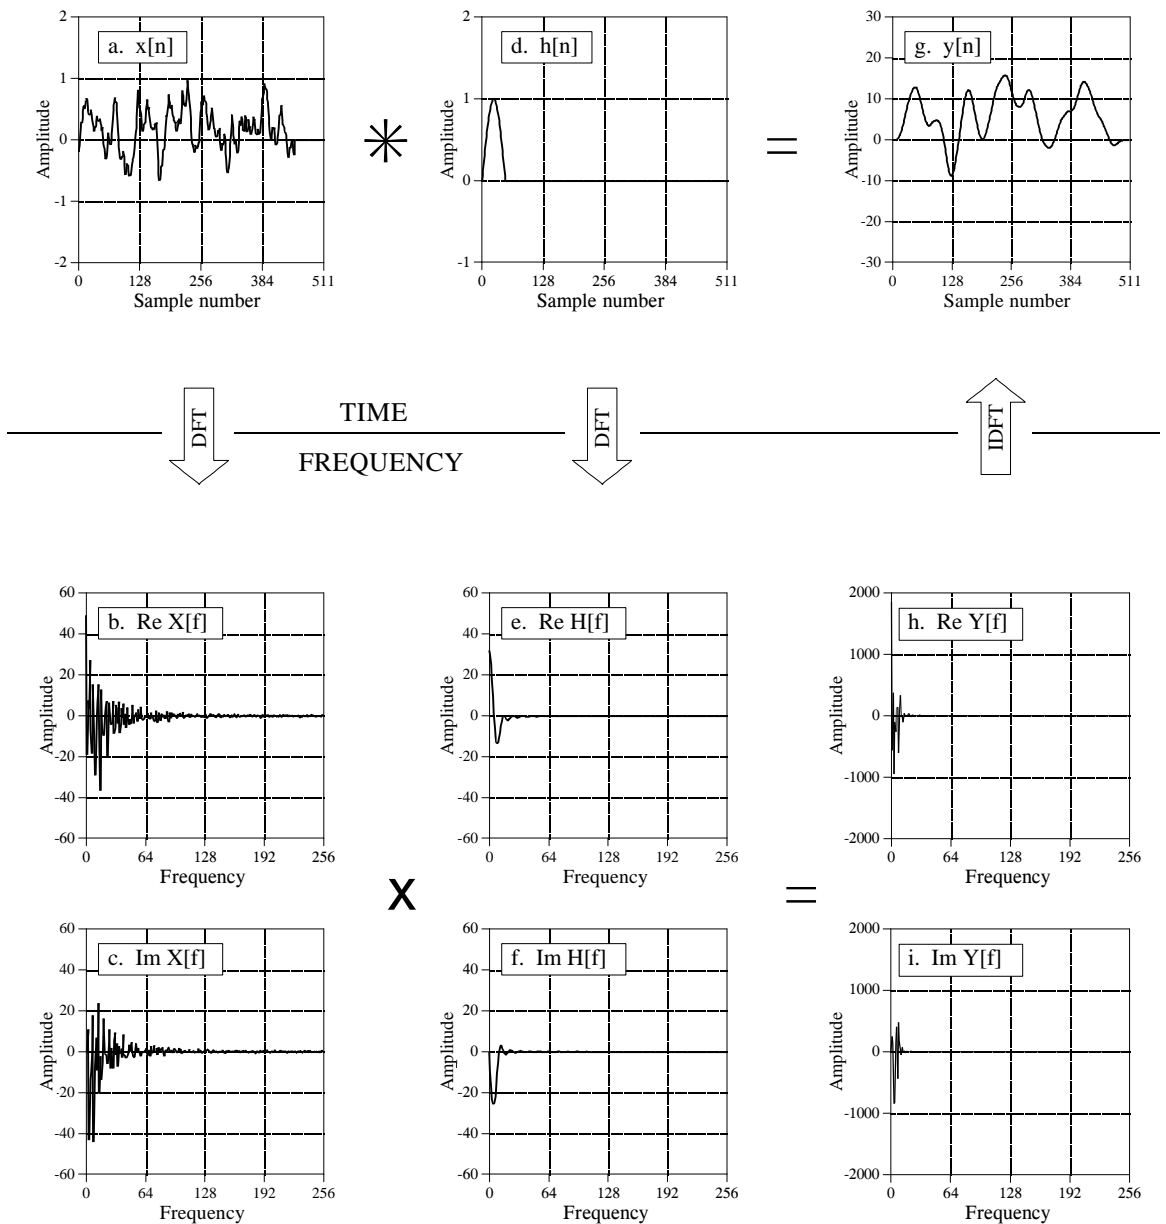 a. x[n]
2
1
0
-1
-2
Amplitude
0 128 256 384 511
Sample number
d. h[n]
2
1
0
-1
Amplitude
0 128 256 384 511
Sample number
g. y[n]
30
20
10
0
-10
-20
-30
Amplitude
0 128 256 384 511
Sample number
*
=
DFT
TIME
FREQUENCY
DFT
IDFT
b. Re X[f]
60
40
20
0
-20
-40
-60
Amplitude
0 64 128 192 256
Frequency
e. Re H[f]
60
40
20
0
-20
-40
-60
Amplitude
0 64 128 192 256
Frequency
h. Re Y[f]
2000
1000
0
-1000
-2000
Amplitude
0 64 128 192 256
Frequency
x
=
c. Im X[f]
60
40
20
0
-20
-40
-60
Amplitude
0 64 128 192 256
Frequency
f. Im H[f]
60
40
20
0
-20
-40
-60
Amplitude
0 64 128 192 256
Frequency
i. Im Y[f]
2000
1000
0
-1000
-2000
Amplitude
0 64 128 192 256
Frequency